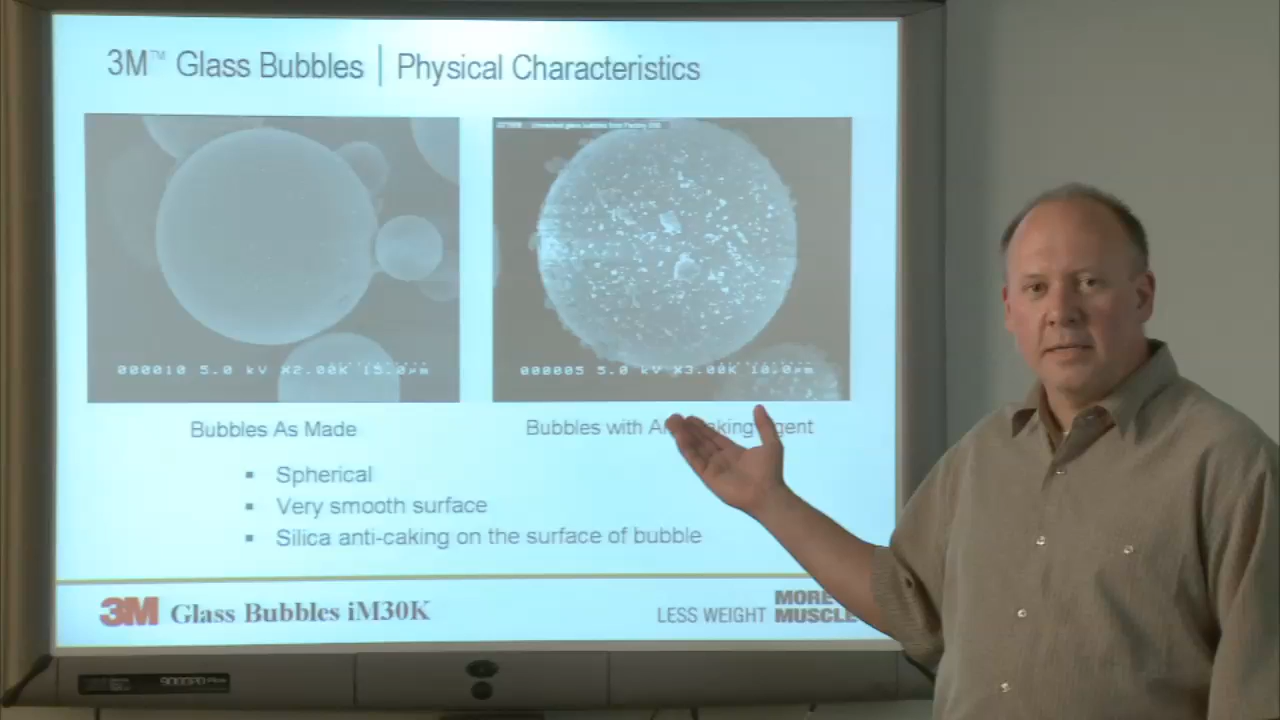 3M™ Glass Bubbles | Physical Characteristics
000010 5.0 kV X2.00K 15.0µm
000005 5.0 kV X3.00K 10.0µm
Bubbles As Made
Bubbles with
▪ Spherical
▪ Very smooth surface
▪ Silica anti-caking on the surface of bubble
3M Glass Bubbles iM30K
LESS WEIGHT MORE MUSCLE